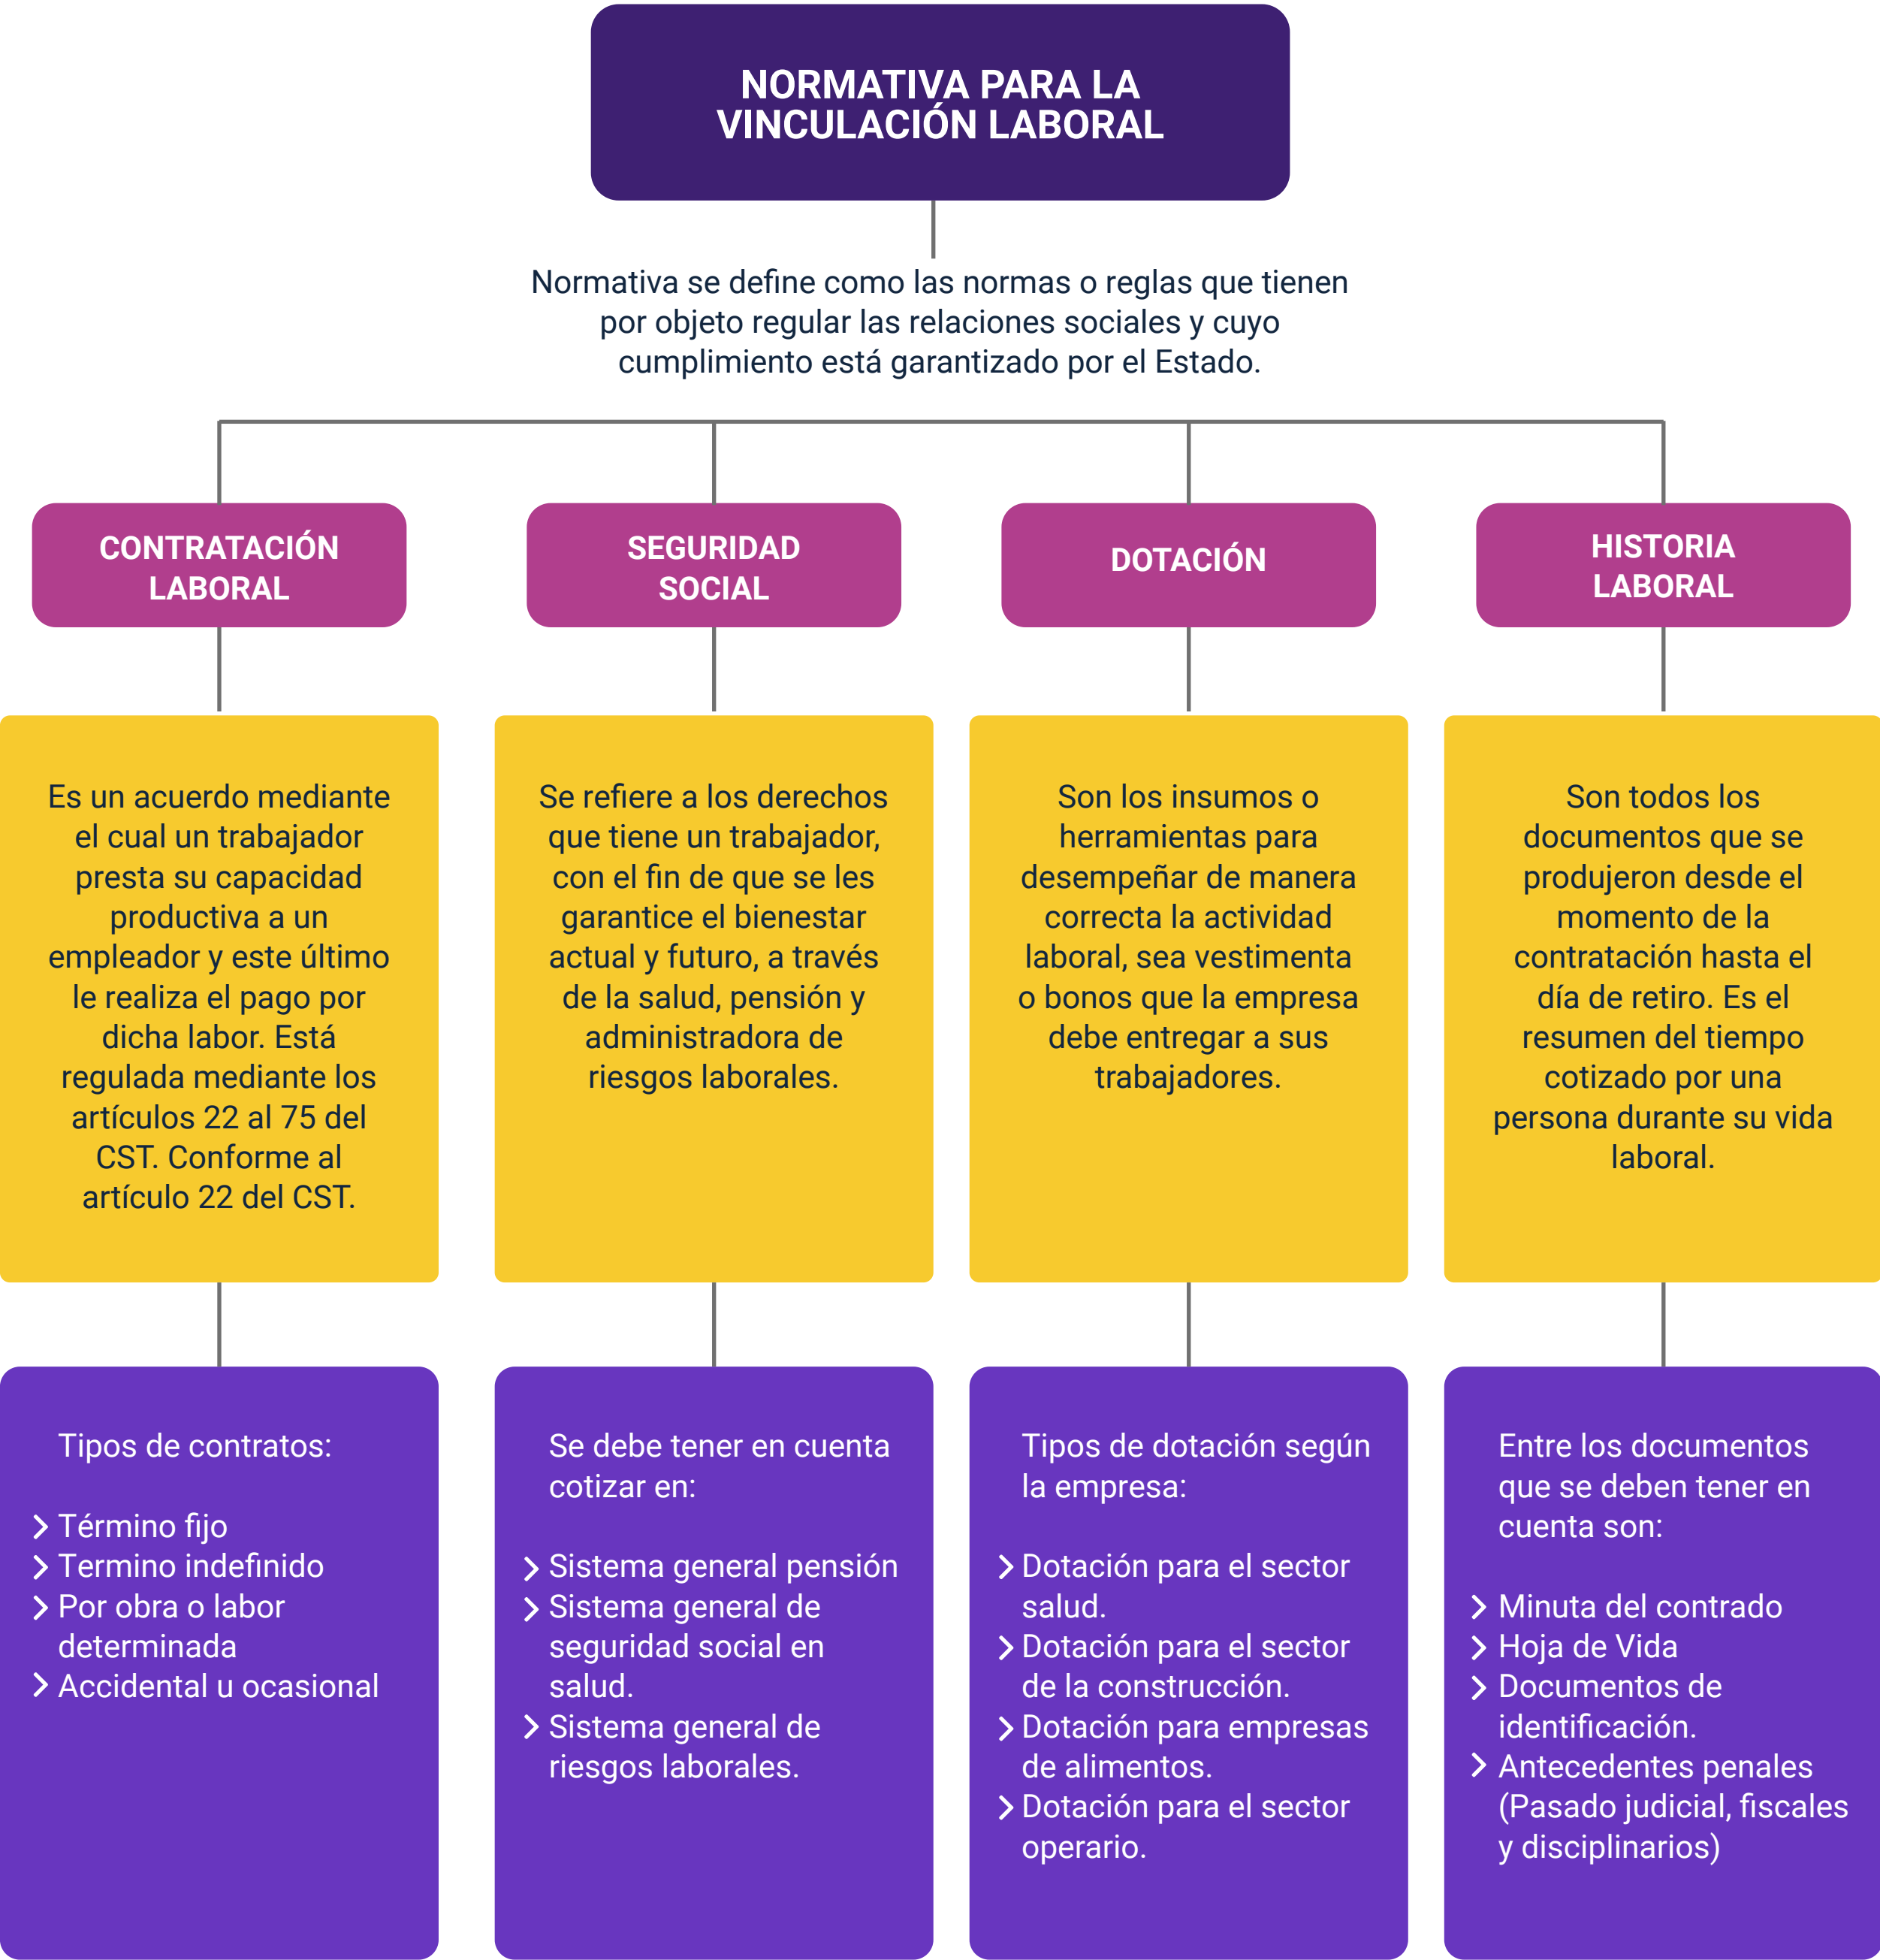 NORMATIVA PARA LA
VINCULACIÓN LABORAL
Normativa se define como las normas o reglas que tienen
por objeto regular las relaciones sociales y cuyo
cumplimiento está garantizado por el Estado.
CONTRATACIÓN
LABORAL
Es un acuerdo mediante
el cual un trabajador
presta su capacidad
productiva a un
empleador y este último
le realiza el pago por
dicha labor. Está
regulada mediante los
artículos 22 al 75 del
CST. Conforme al
artículo 22 del CST.
Tipos de contratos:
Término fijo
Termino indefinido
Por obra o labor
determinada
Accidental u ocasional
SEGURIDAD
SOCIAL
Se refiere a los derechos
que tiene un trabajador,
con el fin de que se les
garantice el bienestar
actual y futuro, a través
de la salud, pensión y
administradora de
riesgos laborales.
Se debe tener en cuenta
cotizar en:
Sistema general pensión
Sistema general de
seguridad social en
salud.
Sistema general de
riesgos laborales.
DOTACIÓN
Son los insumos o
herramientas para
desempeñar de manera
correcta la actividad
laboral, sea vestimenta
o bonos que la empresa
debe entregar a sus
trabajadores.
Tipos de dotación según
la empresa:
Dotación para el sector
salud.
Dotación para el sector
de la construcción.
Dotación para empresas
de alimentos.
Dotación para el sector
operario.
HISTORIA
LABORAL
Son todos los
documentos que se
produjeron desde el
momento de la
contratación hasta el
día de retiro. Es el
resumen del tiempo
cotizado por una
persona durante su vida
laboral.
Entre los documentos
que se deben tener en
cuenta son:
Minuta del contrado
Hoja de Vida
Documentos de
identificación.
Antecedentes penales
(Pasado judicial, fiscales
y disciplinarios)